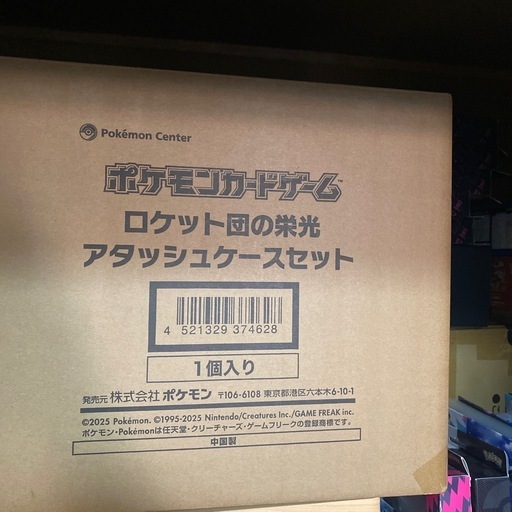 Pokémon Center
ポケモンカードゲーム™
ロケット団の栄光
アタッシュケースセット
4 521329 374628
1個入り
発売元 株式会社ポケモン 〒106-6108 東京都港区六本木6-10-1
©2025 Pokémon. ©1995-2025 Nintendo/Creatures Inc./GAME FREAK inc.
ポケモン・Pokémonは任天堂・クリーチャーズ・ゲームフリークの登録商標です。
中国製